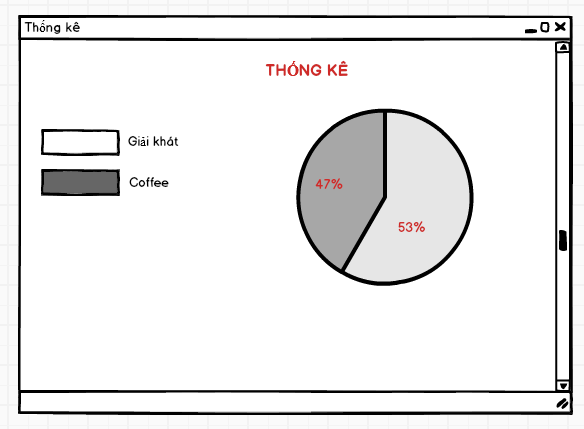 Thống kê
THỐNG KÊ
Giải khát
Coffee
47%
53%